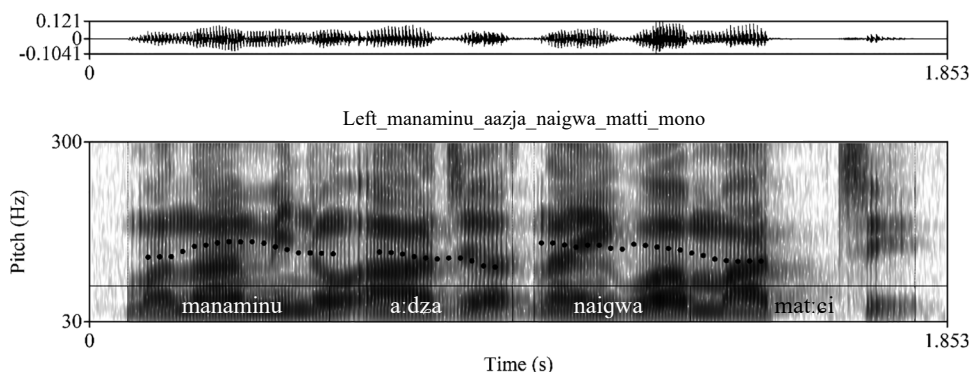 0.121
0
-0.1041
0 1.853
Left_manaminu_aazja_naigwa_matti_mono
300
Pitch (Hz)
manaminu a:dʑa naigwa mat:ɕi
30
0 1.853
Time (s)